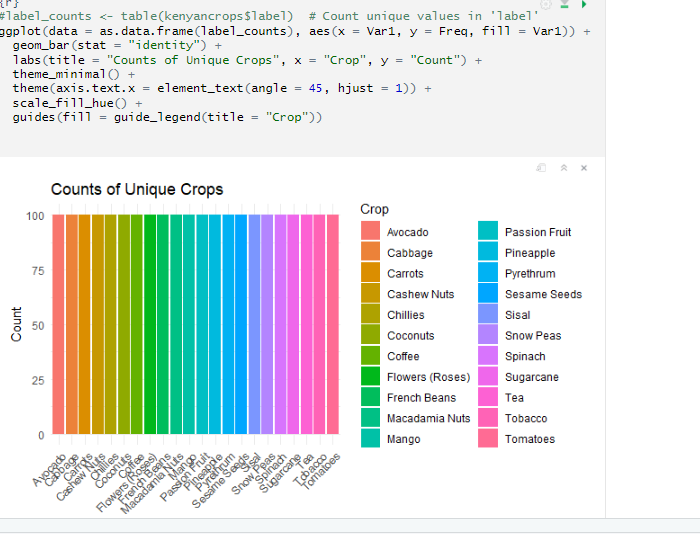 {r}
#label_counts <- table(kenyancrops$label)  # Count unique values in 'label'
ggplot(data = as.data.frame(label_counts), aes(x = Var1, y = Freq, fill = Var1)) +
  geom_bar(stat = "identity") +
  labs(title = "Counts of Unique Crops", x = "Crop", y = "Count") +
  theme_minimal() +
  theme(axis.text.x = element_text(angle = 45, hjust = 1)) +
  scale_fill_hue() +
  guides(fill = guide_legend(title = "Crop"))
Counts of Unique Crops
100
75
50
25
0
Count
Avocado
Cabbage
Carrots
Cashew Nuts
Chillies
Coconuts
Coffee
Flowers (Roses)
French Beans
Macadamia Nuts
Mango
Passion Fruit
Pineapple
Pyrethrum
Sesame Seeds
Sisal
Snow Peas
Spinach
Sugarcane
Tea
Tobacco
Tomatoes
Crop
Avocado
Cabbage
Carrots
Cashew Nuts
Chillies
Coconuts
Coffee
Flowers (Roses)
French Beans
Macadamia Nuts
Mango
Passion Fruit
Pineapple
Pyrethrum
Sesame Seeds
Sisal
Snow Peas
Spinach
Sugarcane
Tea
Tobacco
Tomatoes